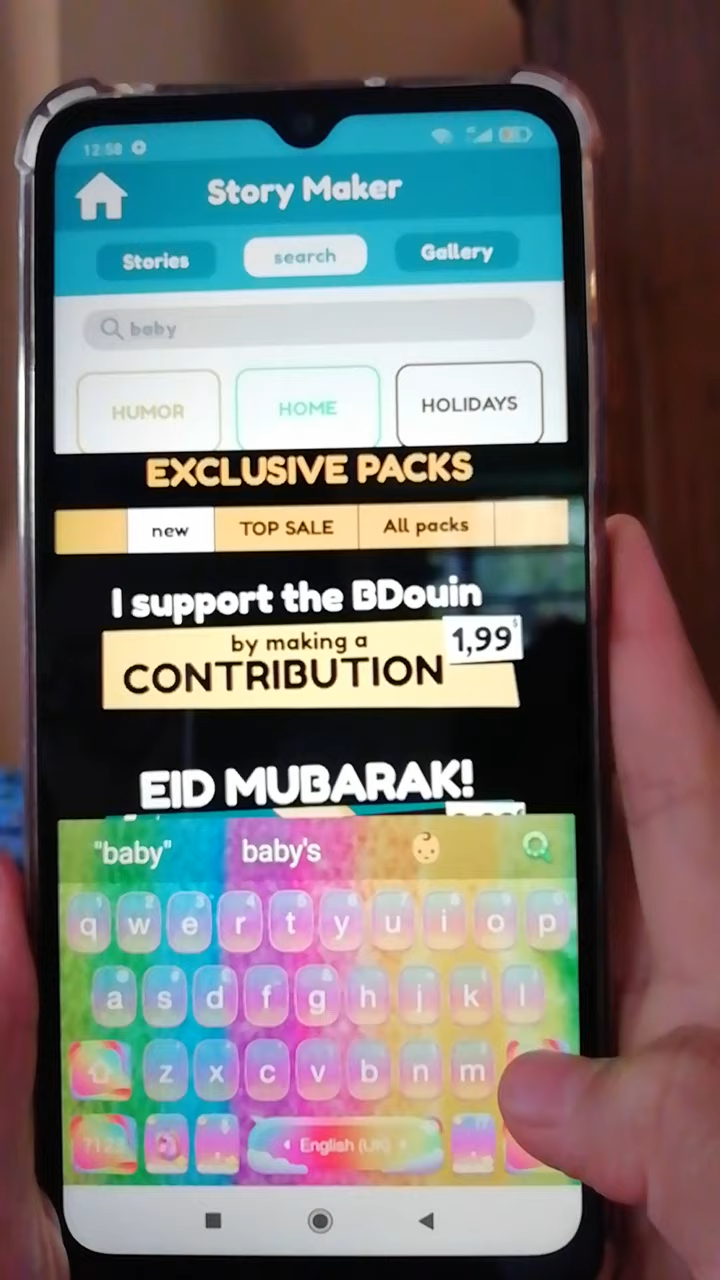 12:58
Story Maker
Stories search Gallery
baby
HUMOR HOME HOLIDAYS
EXCLUSIVE PACKS
new TOP SALE All packs
I support the BDouin
by making a 1,99$
CONTRIBUTION
EID MUBARAK!
"baby" baby's
q w e r t y u i o p
a s d f g h j k l
z x c v b n m
?123 English (UK)